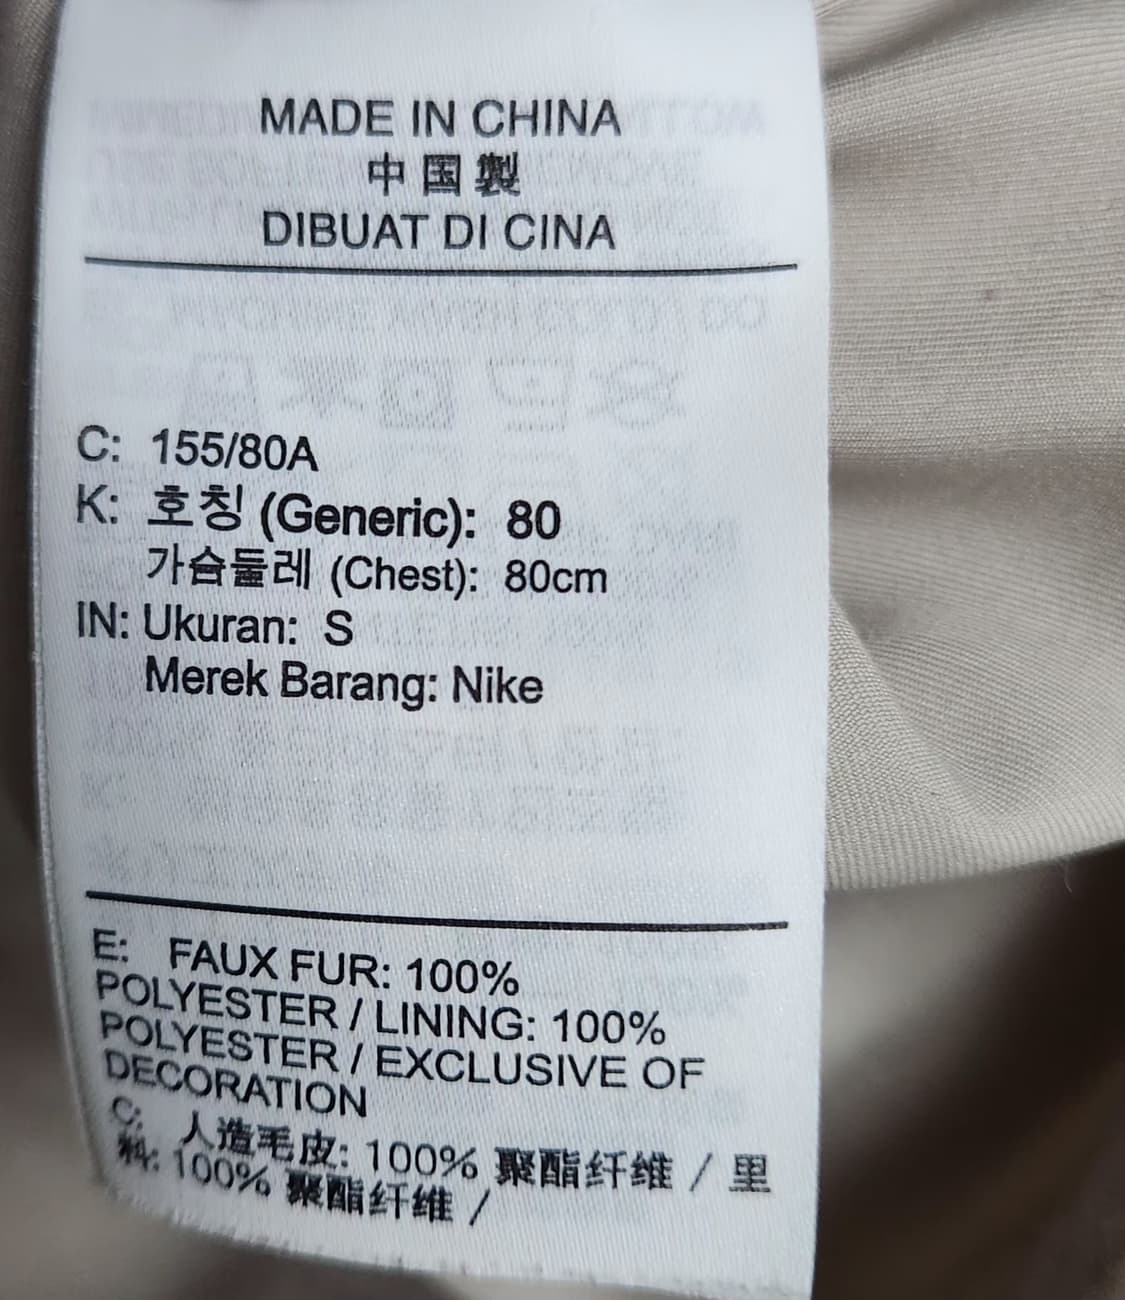 MADE IN CHINA
中国製
DIBUAT DI CINA
C: 155/80A
K: 호칭 (Generic): 80
가슴둘레 (Chest): 80cm
IN: Ukuran: S
Merek Barang: Nike
E: FAUX FUR: 100%
POLYESTER / LINING: 100%
POLYESTER / EXCLUSIVE OF
DECORATION
C: 人造毛皮: 100% 聚酯纤维 / 里
料: 100% 聚酯纤维 /